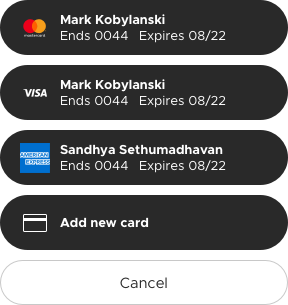 mastercard
Mark Kobylanski
Ends 0044 Expires 08/22
VISA
Mark Kobylanski
Ends 0044 Expires 08/22
AMERICAN
EXPRESS
Sandhya Sethumadhavan
Ends 0044 Expires 08/22
Add new card
Cancel